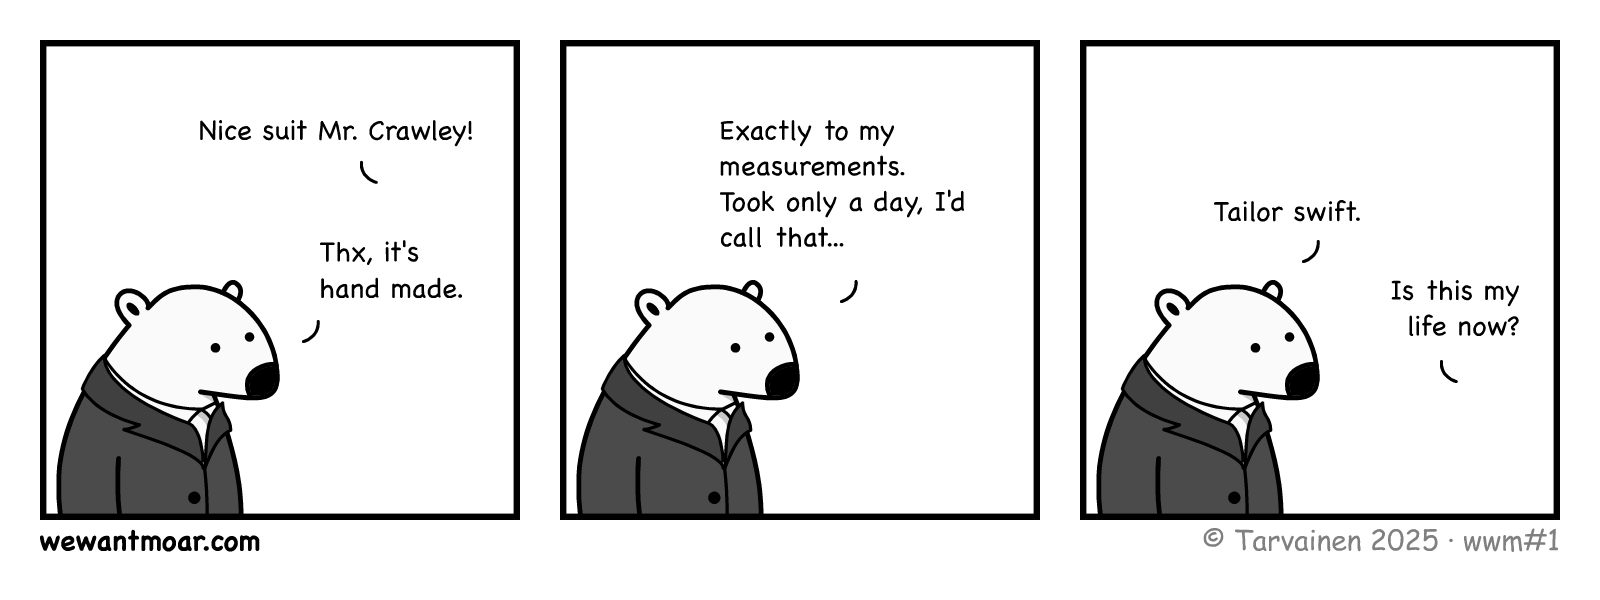 Nice suit Mr. Crawley!
Thx, it's
hand made.
Exactly to my
measurements.
Took only a day, I'd
call that...
Tailor swift.
Is this my
life now?
wewantmoar.com
© Tarvainen 2025 · wwm#1